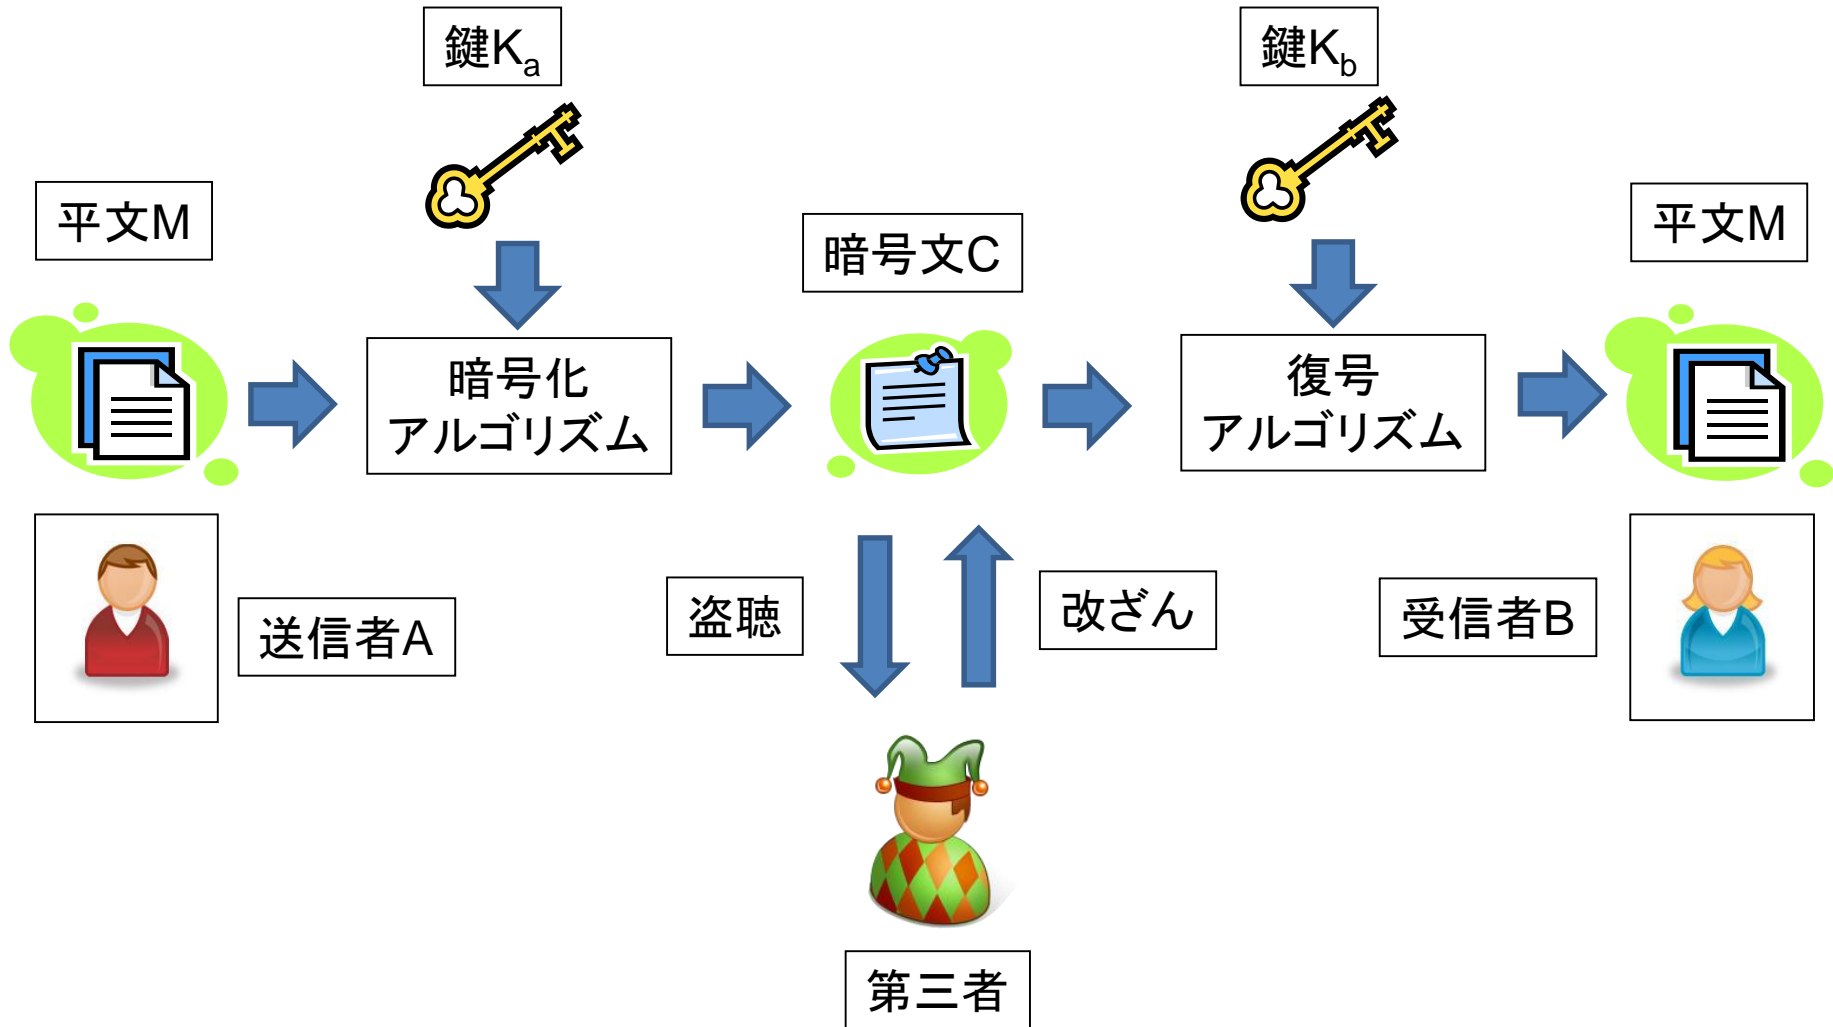 鍵Ka
鍵Kb
平文M
暗号文C
平文M
暗号化
アルゴリズム
復号
アルゴリズム
盗聴
改ざん
送信者A
受信者B
第三者